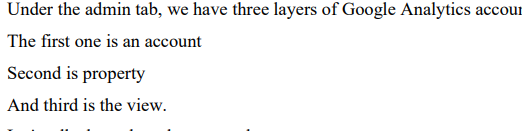 Under the admin tab, we have three layers of Google Analytics
The first one is an account
Second is property
And third is the view.